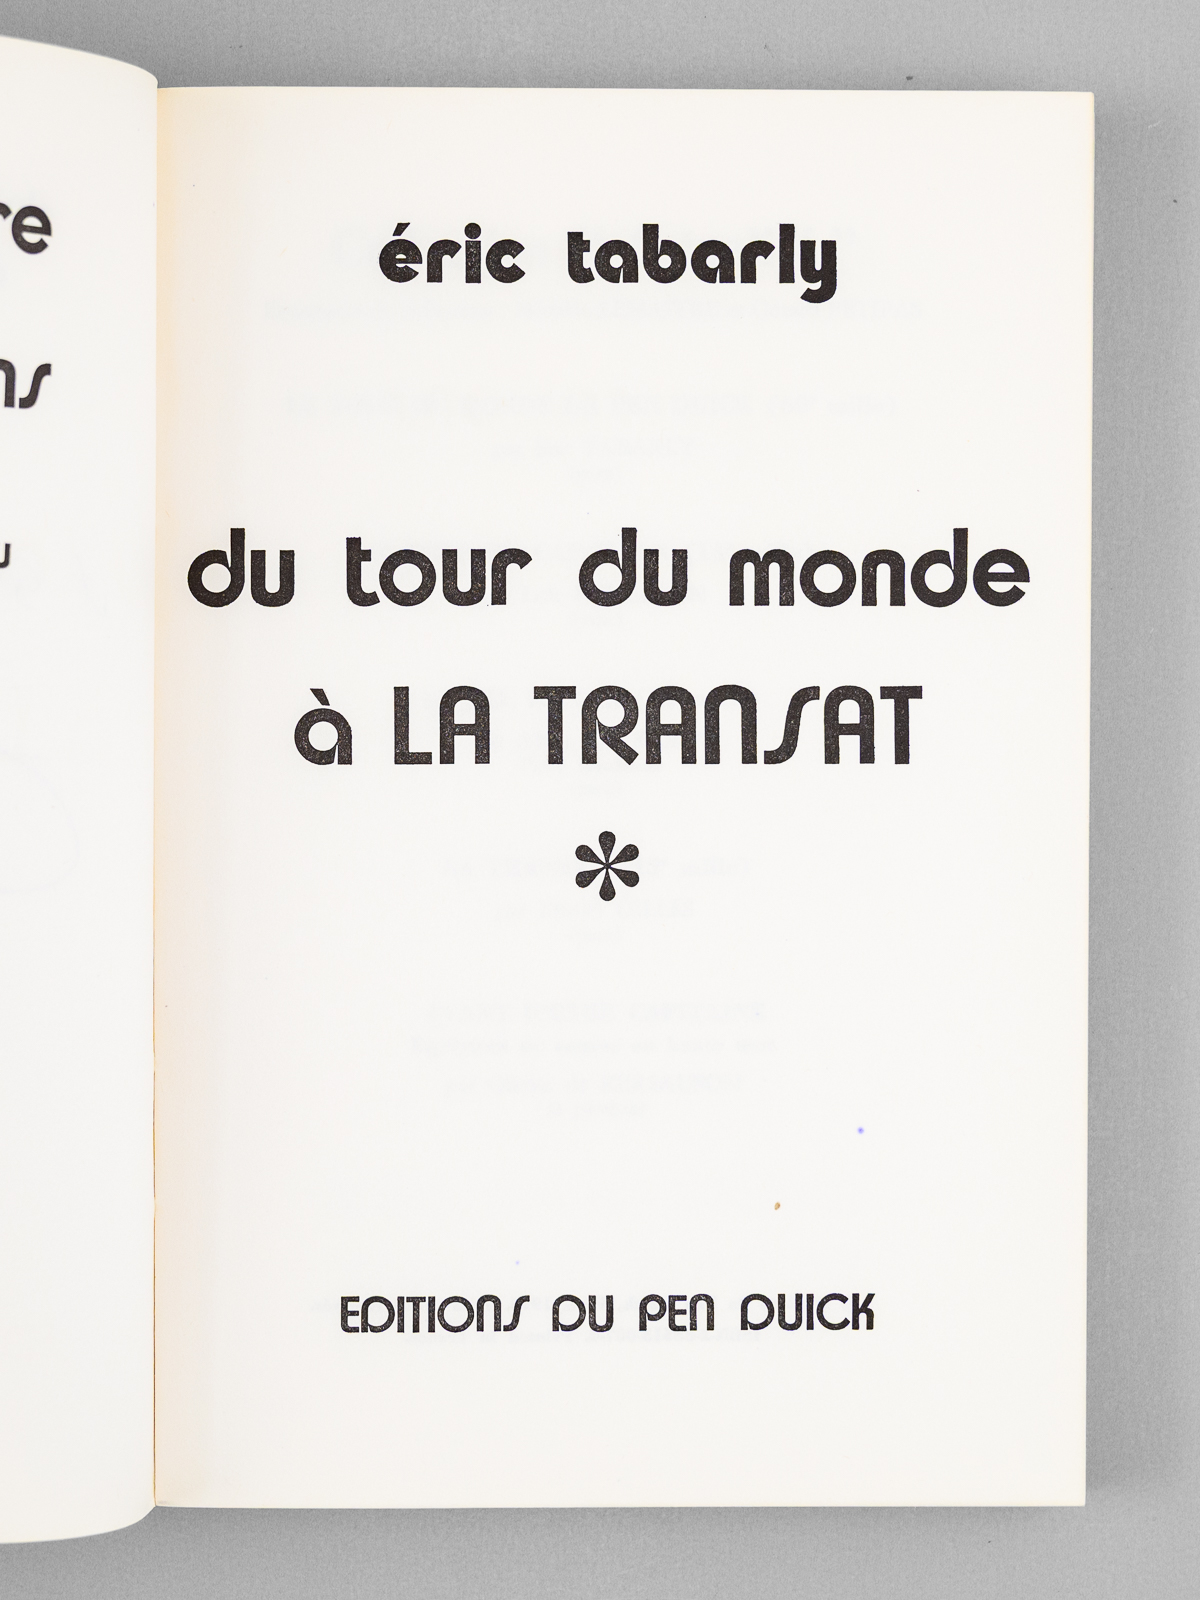 éric tabarly
du tour du monde
à LA TRANSAT
*
EDITIONS DU PEN DUICK